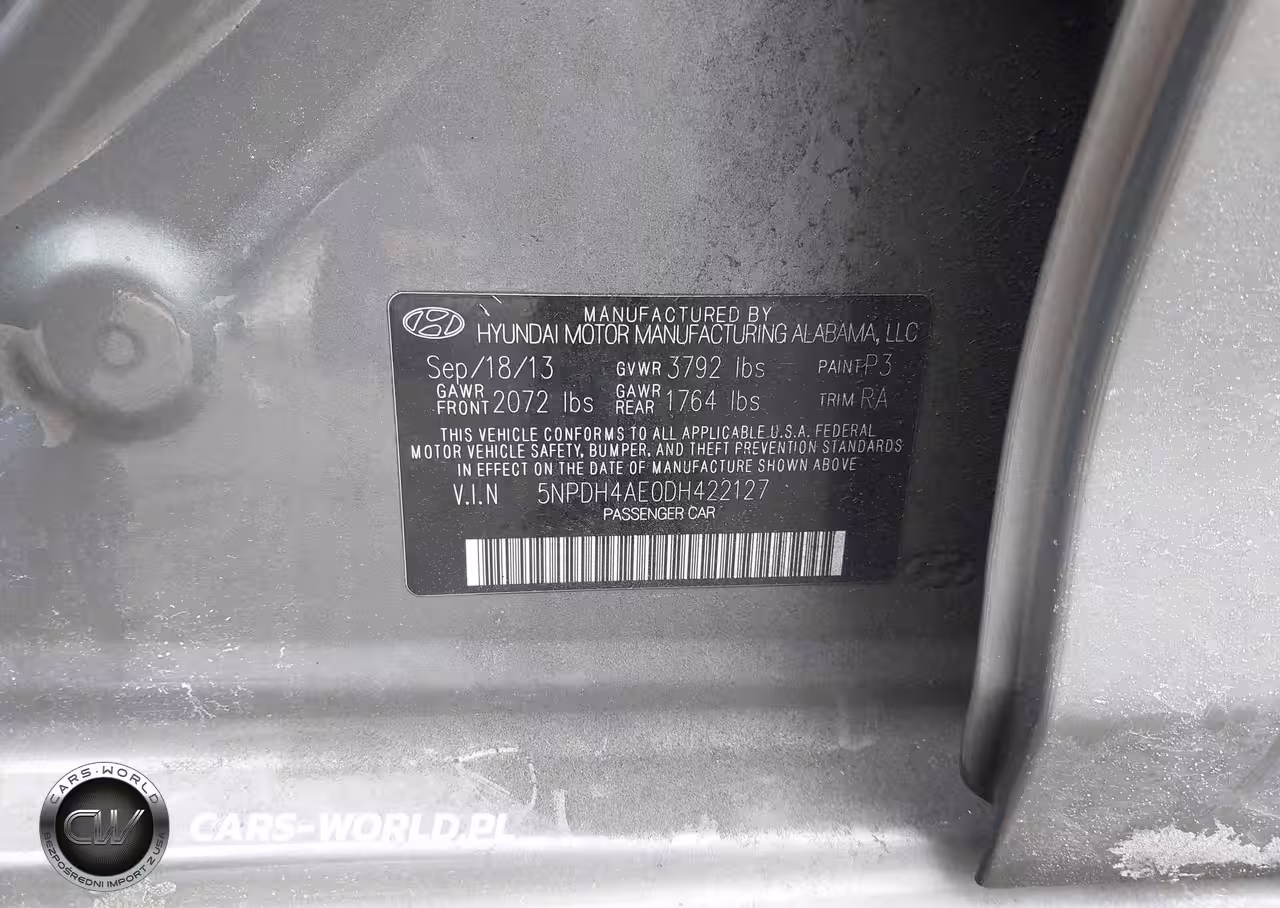 MANUFACTURED BY
HYUNDAI MOTOR MANUFACTURING ALABAMA, LLC
Sep/18/13 GVWR 3792 lbs PAINT P3
GAWR FRONT 2072 lbs GAWR REAR 1764 lbs TRIM RA
THIS VEHICLE CONFORMS TO ALL APPLICABLE U.S.A. FEDERAL
MOTOR VEHICLE SAFETY, BUMPER, AND THEFT PREVENTION STANDARDS
IN EFFECT ON THE DATE OF MANUFACTURE SHOWN ABOVE
V.I.N 5NPDH4AE0DH422127
PASSENGER CAR
CARS-WORLD
CW
BEZPOŚREDNI IMPORT Z USA
CARS-WORLD.PL